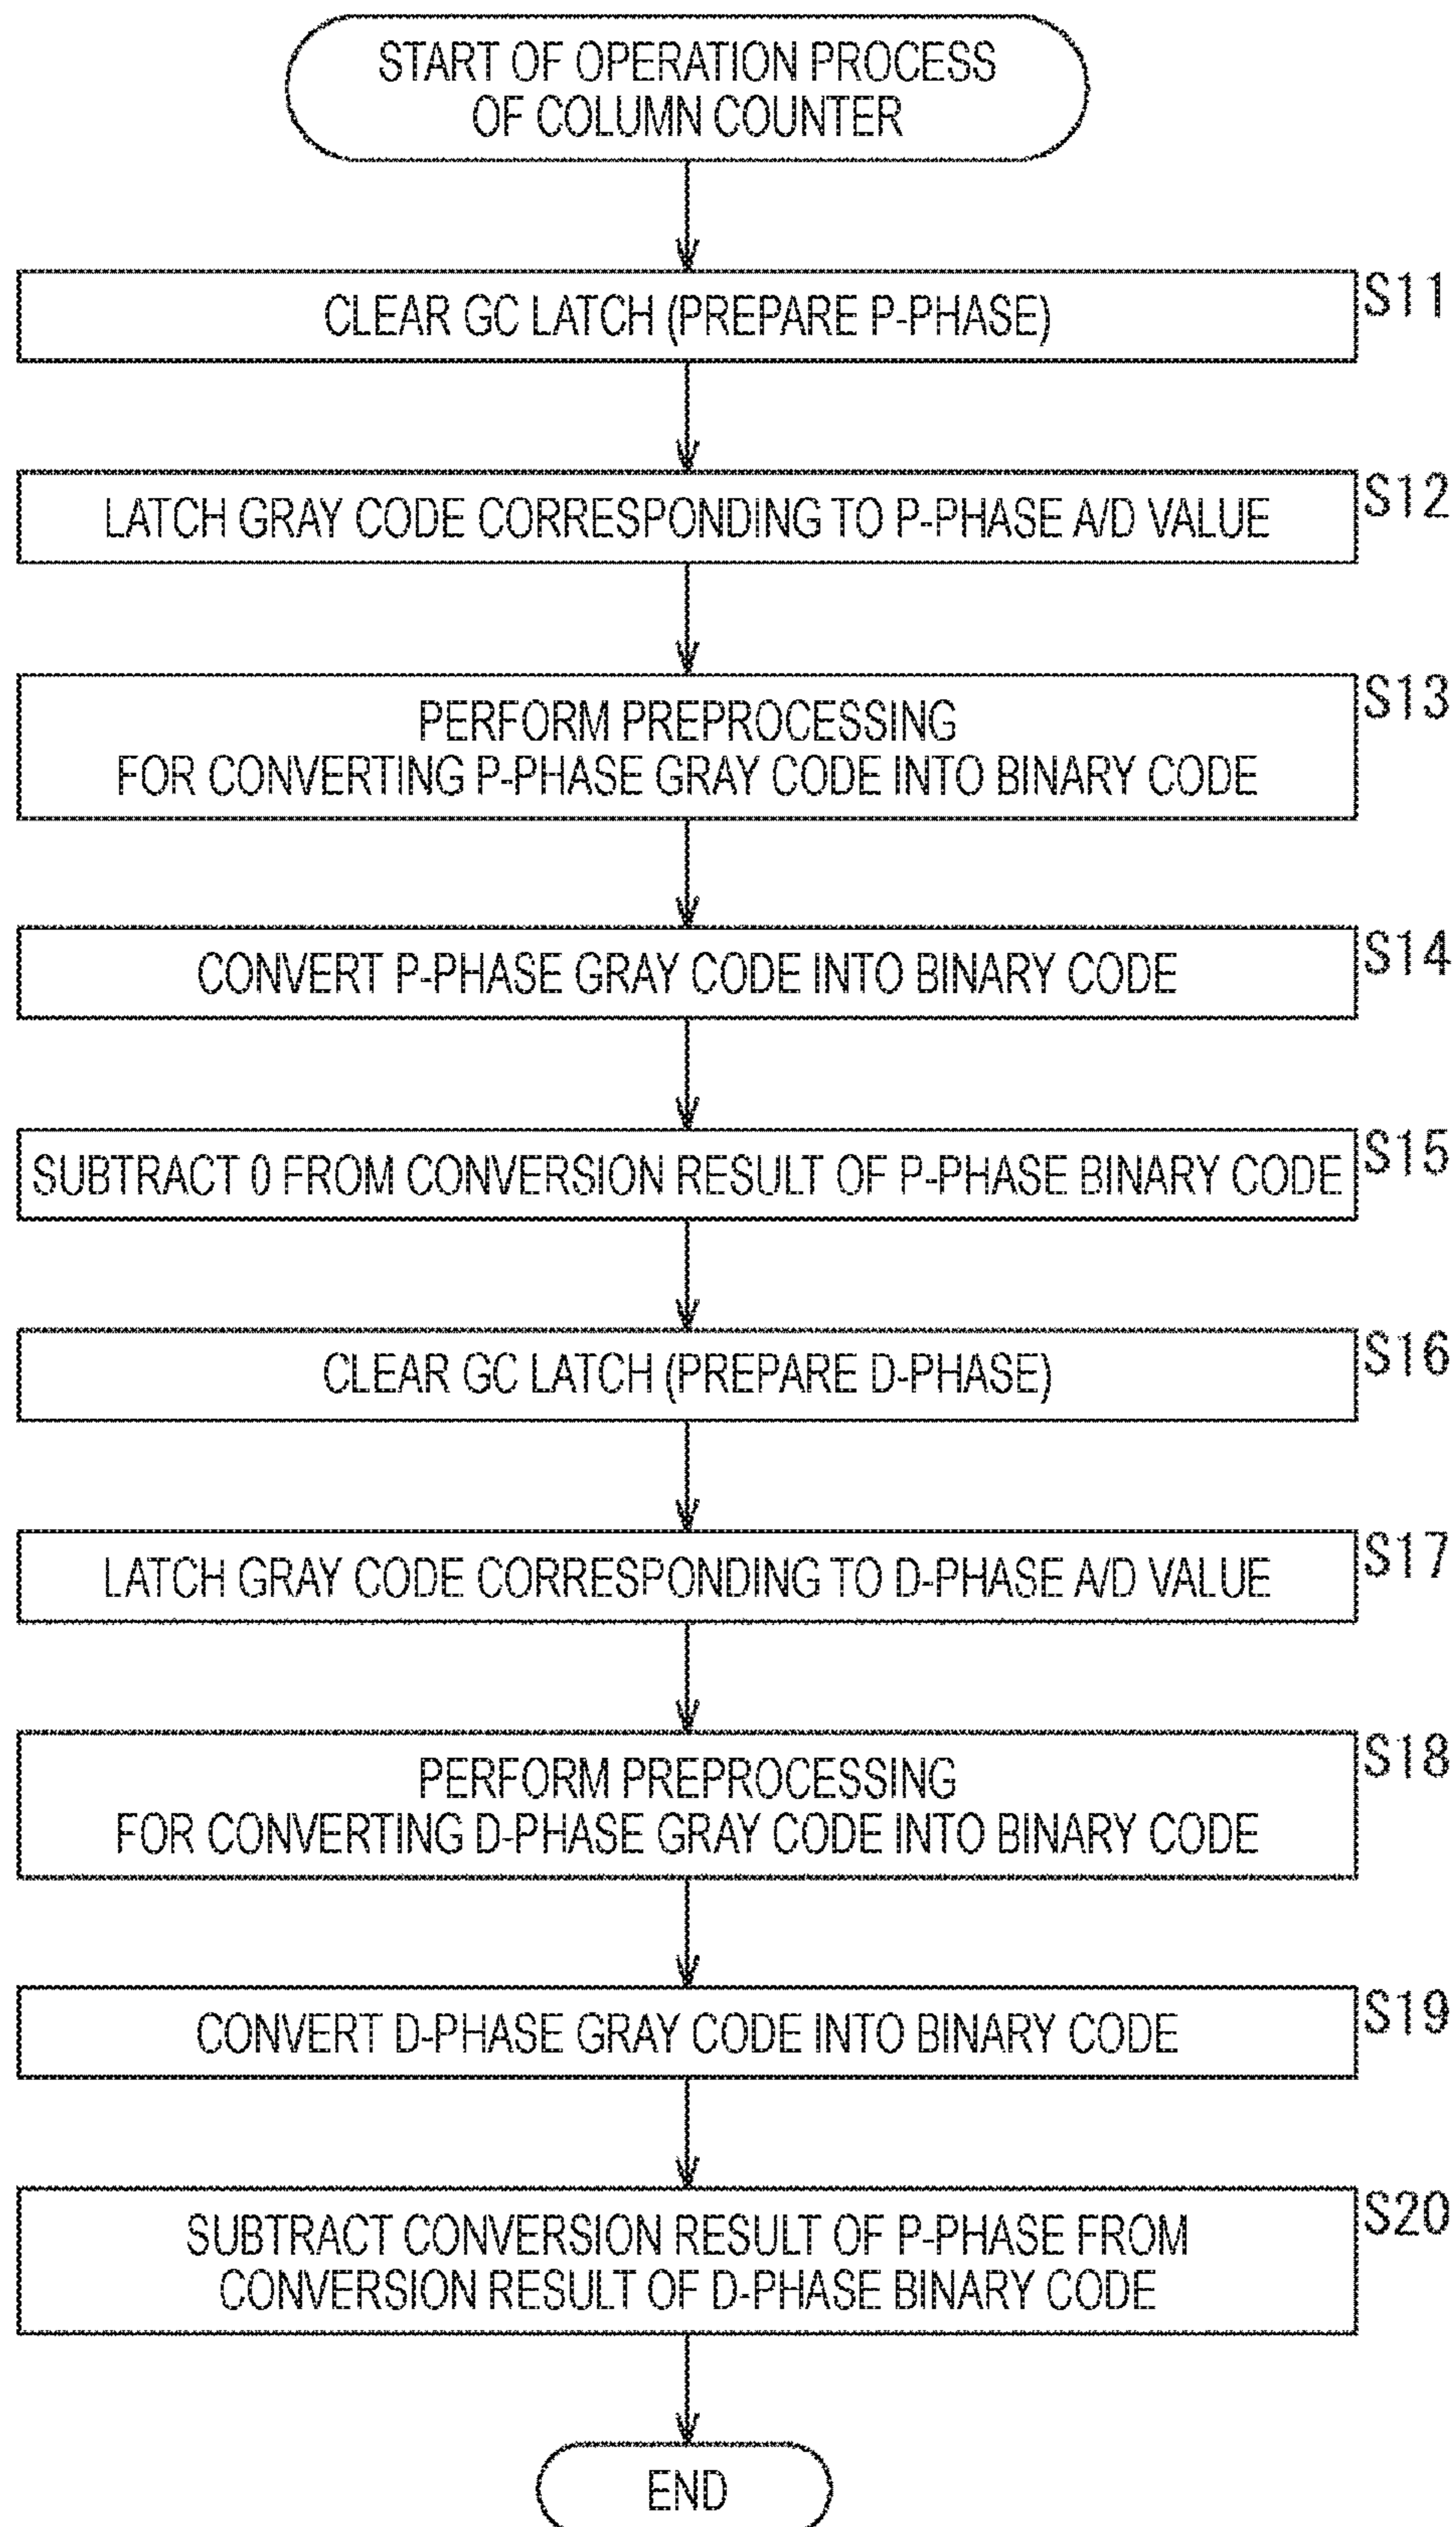 START OF OPERATION PROCESS
OF COLUMN COUNTER
CLEAR GC LATCH (PREPARE P-PHASE)
S11
LATCH GRAY CODE CORRESPONDING TO P-PHASE A/D VALUE
S12
PERFORM PREPROCESSING
FOR CONVERTING P-PHASE GRAY CODE INTO BINARY CODE
S13
CONVERT P-PHASE GRAY CODE INTO BINARY CODE
S14
SUBTRACT 0 FROM CONVERSION RESULT OF P-PHASE BINARY CODE
S15
CLEAR GC LATCH (PREPARE D-PHASE)
S16
LATCH GRAY CODE CORRESPONDING TO D-PHASE A/D VALUE
S17
PERFORM PREPROCESSING
FOR CONVERTING D-PHASE GRAY CODE INTO BINARY CODE
S18
CONVERT D-PHASE GRAY CODE INTO BINARY CODE
S19
SUBTRACT CONVERSION RESULT OF P-PHASE FROM
CONVERSION RESULT OF D-PHASE BINARY CODE
S20
END